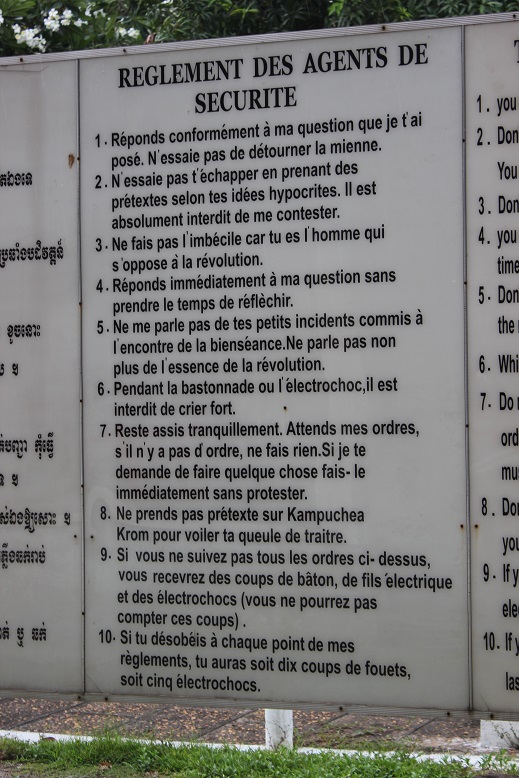 REGLEMENT DES AGENTS DE
SECURITE
1. Réponds conformément à ma question que je t'ai
posé. N'essaie pas de détourner la mienne.
2. N'essaie pas t'échapper en prenant des
prétextes selon tes idées hypocrites. Il est
absolument interdit de me contester.
3. Ne fais pas l'imbécile car tu es l'homme qui
s'oppose à la révolution.
4. Réponds immédiatement à ma question sans
prendre le temps de réflèchir.
5. Ne me parle pas de tes petits incidents commis à
l'encontre de la bienséance.Ne parle pas non
plus de l'essence de la révolution.
6. Pendant la bastonnade ou l'électrochoc,il est
interdit de crier fort.
7. Reste assis tranquillement. Attends mes ordres,
s'il n'y a pas d'ordre, ne fais rien.Si je te
demande de faire quelque chose fais- le
immédiatement sans protester.
8. Ne prends pas prétexte sur Kampuchea
Krom pour voiler ta queule de traitre.
9. Si vous ne suivez pas tous les ordres ci- dessus,
vous recevrez des coups de bâton, de fils électrique
et des électrochocs (vous ne pourrez pas
compter ces coups) .
10. Si tu désobéis à chaque point de mes
règlements, tu auras soit dix coups de fouets,
soit cinq électrochocs.
1. you
2. Don
You
3. Don
4. you
time
5. Don
the
6. Whi
7. Do
ord
mus
8. Don
you
9. If y
elec
10. If y
las